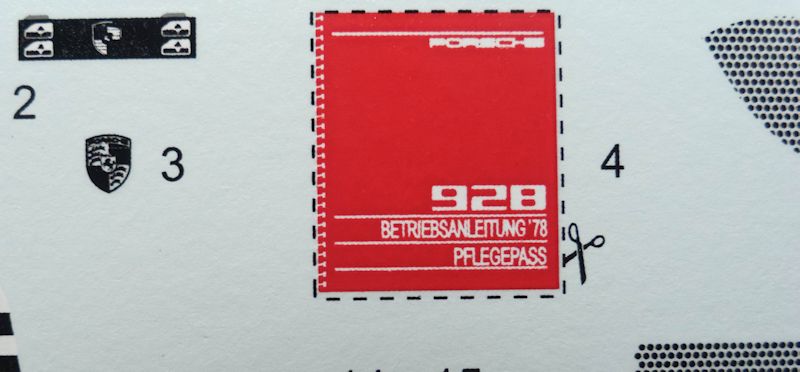 PORSCHE
2
3
4
928
BETRIEBSANLEITUNG '78
PFLEGEPASS